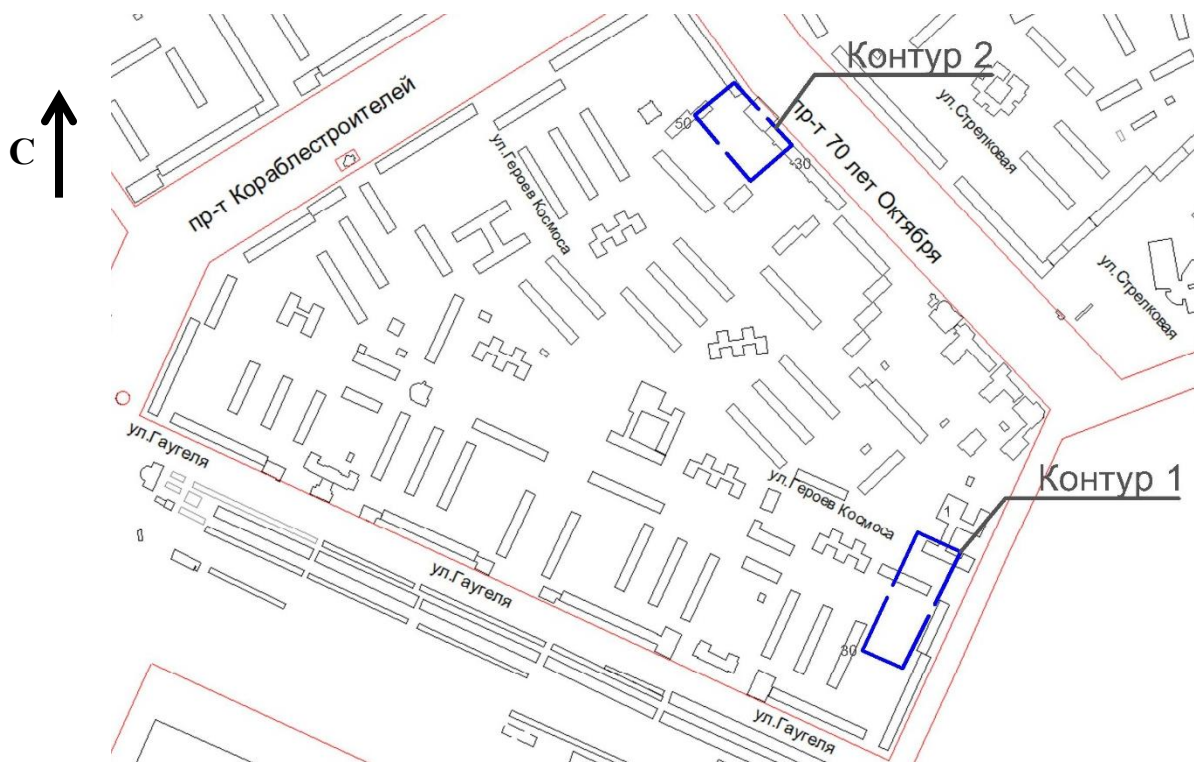 Контур 2
С
пр-т Кораблестроителей
ул.Героев Космоса
50
30
пр-т 70 лет Октября
ул.Стрелковая
ул.Стрелковая
ул.Гаугеля
ул.Героев Космоса
Контур 1
1
ул.Гаугеля
30
ул.Гаугеля